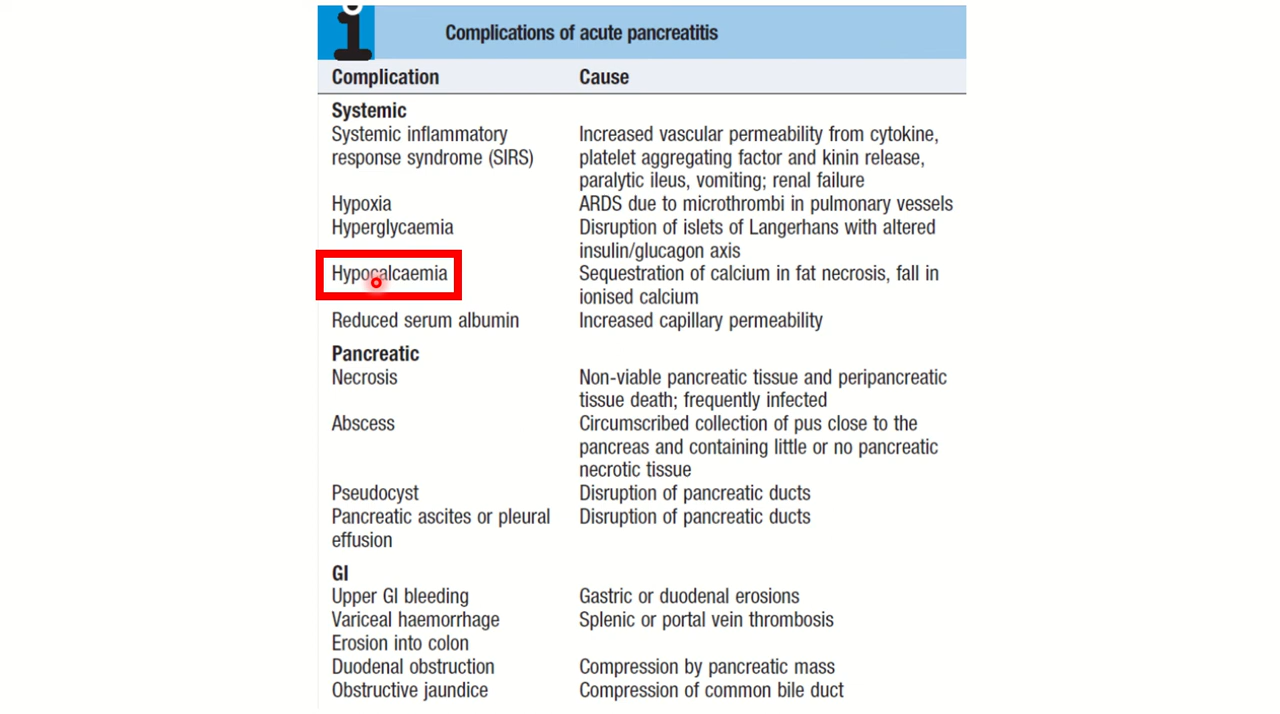 Complications of acute pancreatitis
Complication Cause
Systemic
Systemic inflammatory Increased vascular permeability from cytokine,
response syndrome (SIRS) platelet aggregating factor and kinin release,
paralytic ileus, vomiting; renal failure
Hypoxia ARDS due to microthrombi in pulmonary vessels
Hyperglycaemia Disruption of islets of Langerhans with altered
insulin/glucagon axis
Hypocalcaemia Sequestration of calcium in fat necrosis, fall in
ionised calcium
Reduced serum albumin Increased capillary permeability
Pancreatic
Necrosis Non-viable pancreatic tissue and peripancreatic
tissue death; frequently infected
Abscess Circumscribed collection of pus close to the
pancreas and containing little or no pancreatic
necrotic tissue
Pseudocyst Disruption of pancreatic ducts
Pancreatic ascites or pleural Disruption of pancreatic ducts
effusion
GI
Upper GI bleeding Gastric or duodenal erosions
Variceal haemorrhage Splenic or portal vein thrombosis
Erosion into colon
Duodenal obstruction Compression by pancreatic mass
Obstructive jaundice Compression of common bile duct